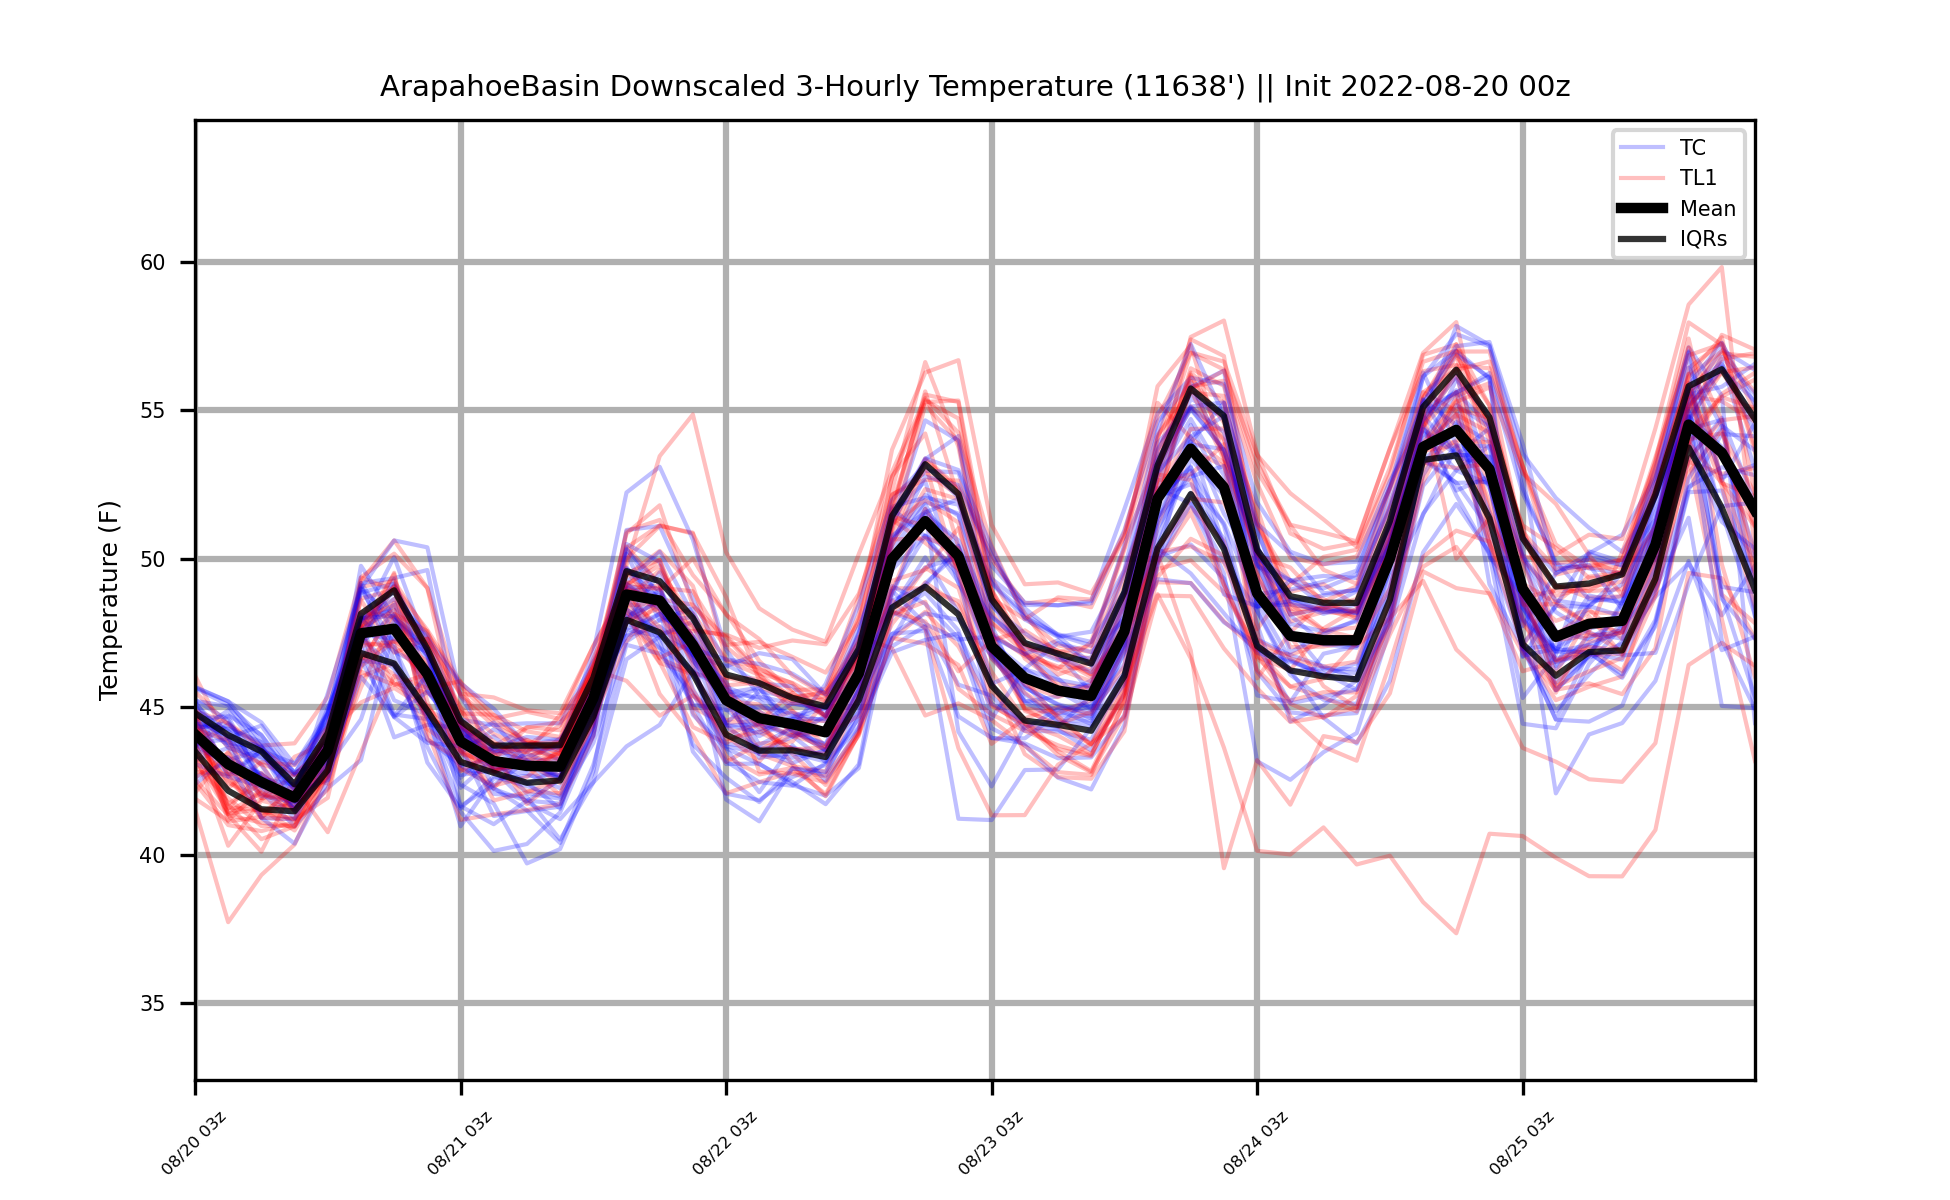 ArapahoeBasin Downscaled 3-Hourly Temperature (11638') || Init 2022-08-20 00z
TC
TL1
Mean
IQRs
Temperature (F)
60
55
50
45
40
35
08/20 03z
08/21 03z
08/22 03z
08/23 03z
08/24 03z
08/25 03z